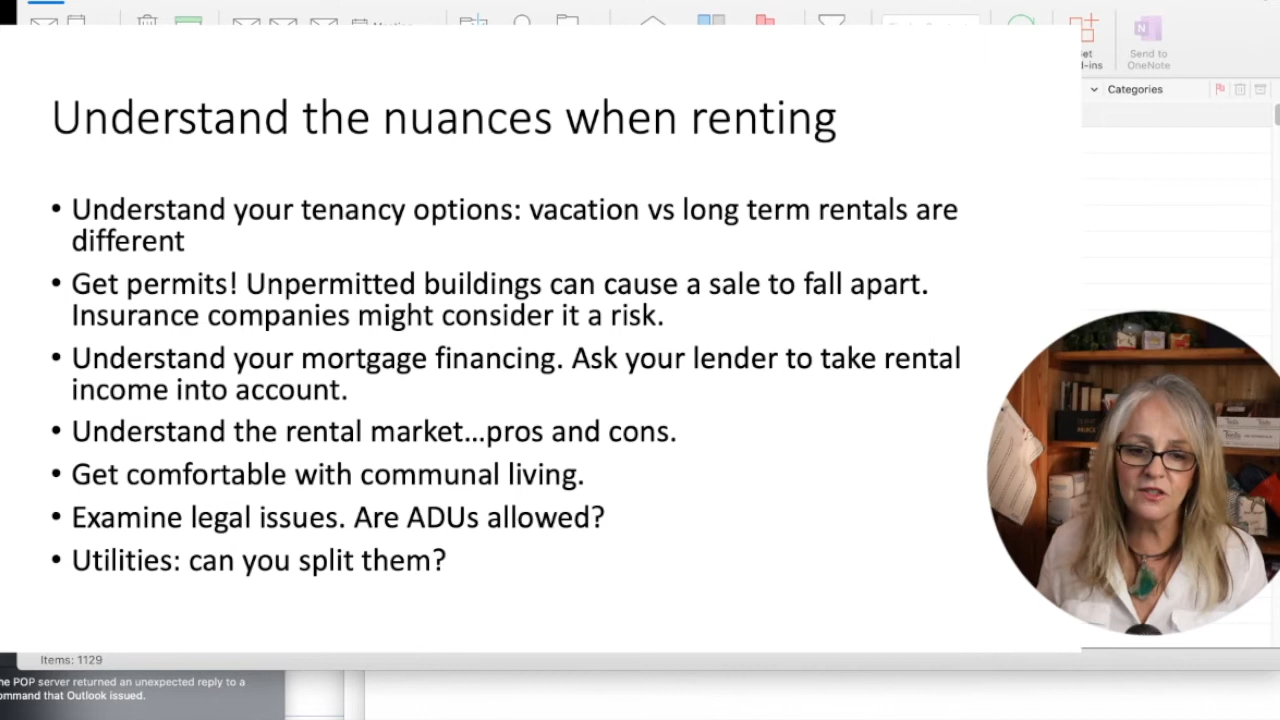 Meeting
et
Send to
d-ins
OneNote
Categories
Understand the nuances when renting
• Understand your tenancy options: vacation vs long term rentals are
different
• Get permits! Unpermitted buildings can cause a sale to fall apart.
Insurance companies might consider it a risk.
• Understand your mortgage financing. Ask your lender to take rental
income into account.
• Understand the rental market...pros and cons.
• Get comfortable with communal living.
• Examine legal issues. Are ADUs allowed?
• Utilities: can you split them?
Items: 1129
he POP server returned an unexpected reply to a
ommand that Outlook issued.